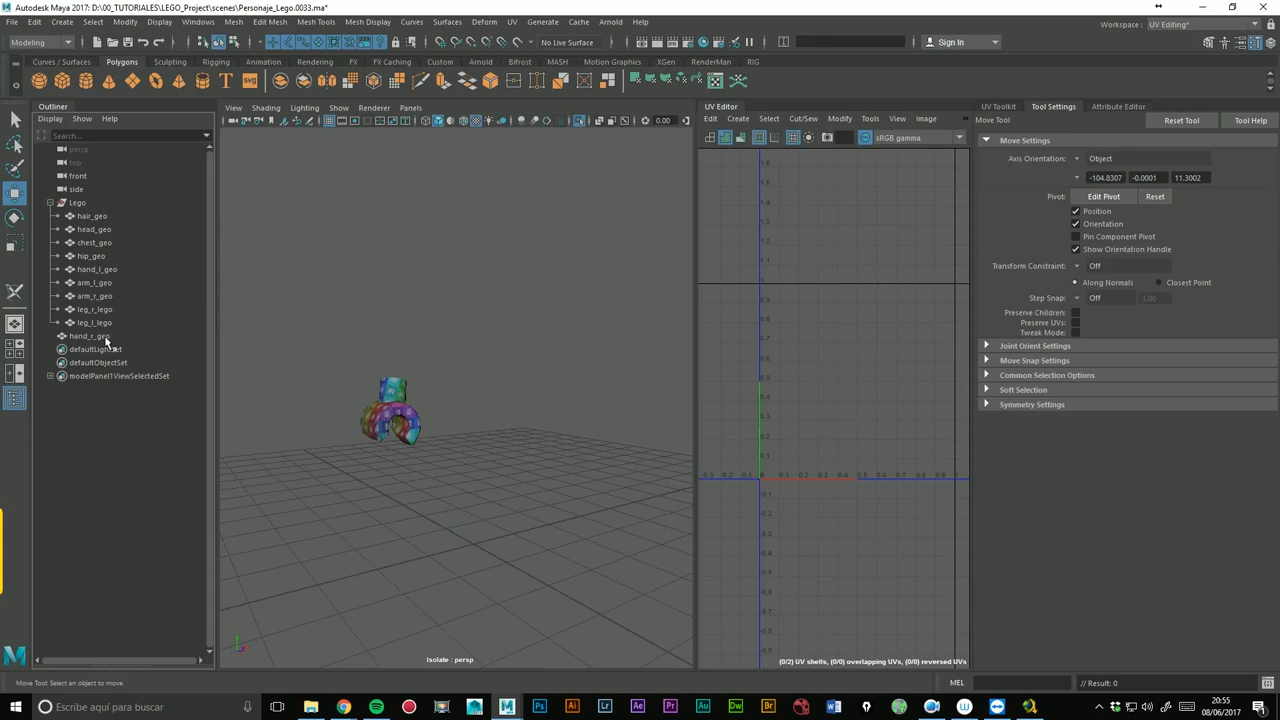 Autodesk Maya 2017: D:\00_TUTORIALES\LEGO_Project\scenes\Personaje_Lego.0033.ma*
File Edit Create Select Modify Display Windows Mesh Edit Mesh Mesh Tools Mesh Display Curves Surfaces Deform UV Generate Cache Arnold Help
Workspace : UV Editing*
Modeling No Live Surface Sign In
Curves / Surfaces Polygons Sculpting Rigging Animation Rendering FX FX Caching Custom Arnold Bifrost MASH Motion Graphics XGen RenderMan RIG
Outliner
Display Show Help
Search...
persp
top
front
side
Lego
hair_geo
head_geo
chest_geo
hip_geo
hand_l_geo
arm_l_geo
arm_r_geo
leg_r_lego
leg_l_lego
hand_r_geo
defaultObjectSet
modelPanel1ViewSelectedSet
View Shading Lighting Show Renderer Panels
0.00
Isolate : persp
UV Editor
Edit Create Select Cut/Sew Modify Tools View Image
sRGB gamma
(0/2) UV shells, (0/0) overlapping UVs, (0/0) reversed UVs
UV Toolkit Tool Settings Attribute Editor
Move Tool Reset Tool Tool Help
Move Settings
Axis Orientation: Object
-104.8307 -0.0001 11.3002
Pivot: Edit Pivot Reset
Position
Orientation
Pin Component Pivot
Show Orientation Handle
Transform Constraint: Off
Along Normals Closest Point
Step Snap: Off 1.00
Preserve Children:
Preserve UVs:
Tweak Mode:
Joint Orient Settings
Move Snap Settings
Common Selection Options
Soft Selection
Symmetry Settings
Move Tool: Select an object to move.
MEL // Result: 0
Escribe aquí para buscar
20:55
08/06/2017